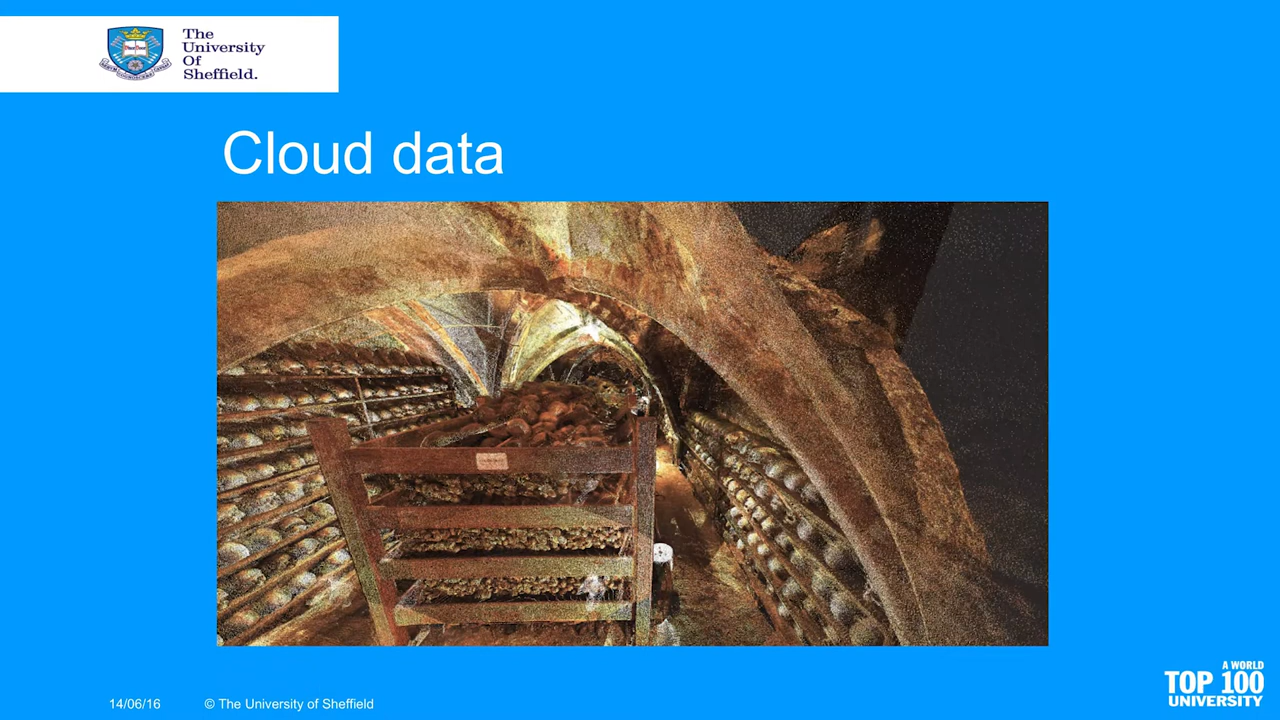 The
University
Of
Sheffield.
Cloud data
14/06/16
© The University of Sheffield
A WORLD
TOP 100
UNIVERSITY